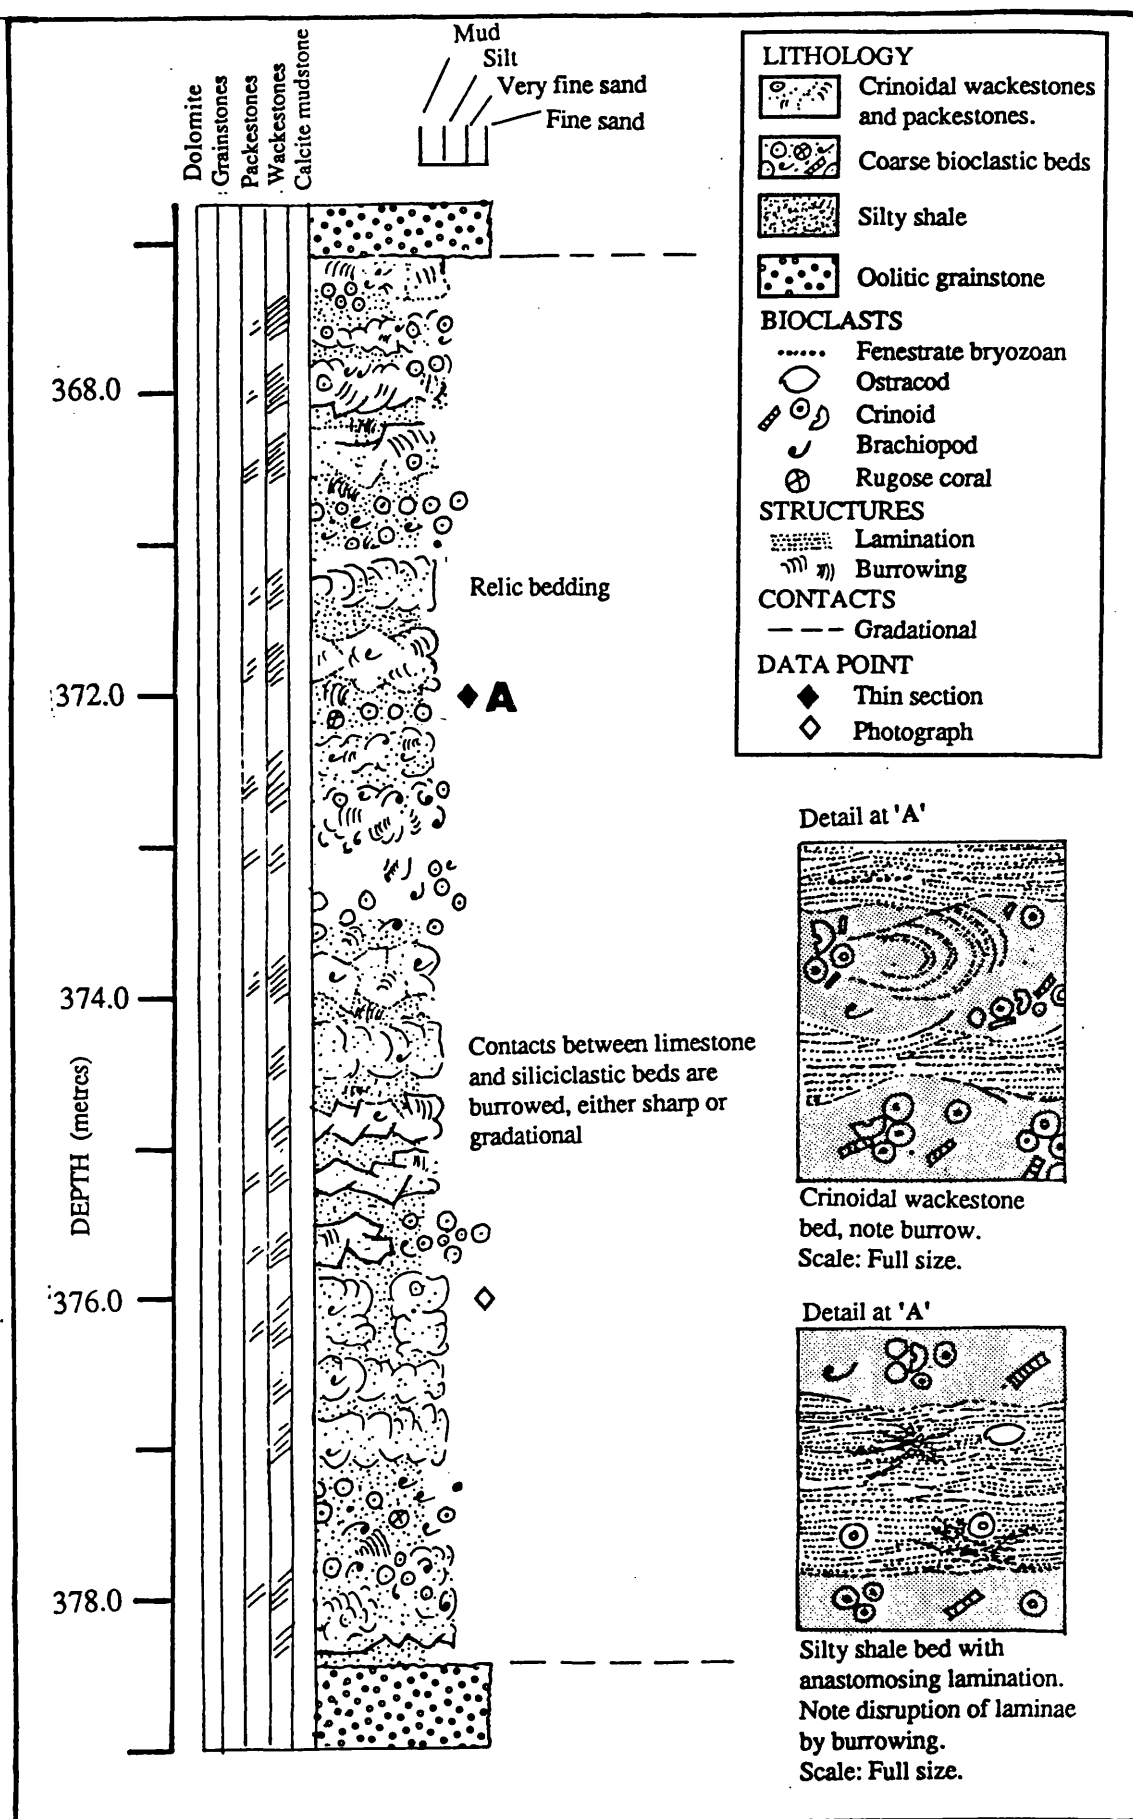 Mud
Silt
Very fine sand
Fine sand
Dolomite
Grainstones
Packestones
Wackestones
Calcite mudstone
368.0
372.0
374.0
376.0
378.0
DEPTH (metres)
Relic bedding
A
Contacts between limestone
and siliciclastic beds are
burrowed, either sharp or
gradational
LITHOLOGY
Crinoidal wackestones
and packestones.
Coarse bioclastic beds
Silty shale
Oolitic grainstone
BIOCLASTS
Fenestrate bryozoan
Ostracod
Crinoid
Brachiopod
Rugose coral
STRUCTURES
Lamination
Burrowing
CONTACTS
Gradational
DATA POINT
Thin section
Photograph
Detail at 'A'
Crinoidal wackestone
bed, note burrow.
Scale: Full size.
Detail at 'A'
Silty shale bed with
anastomosing lamination.
Note disruption of laminae
by burrowing.
Scale: Full size.